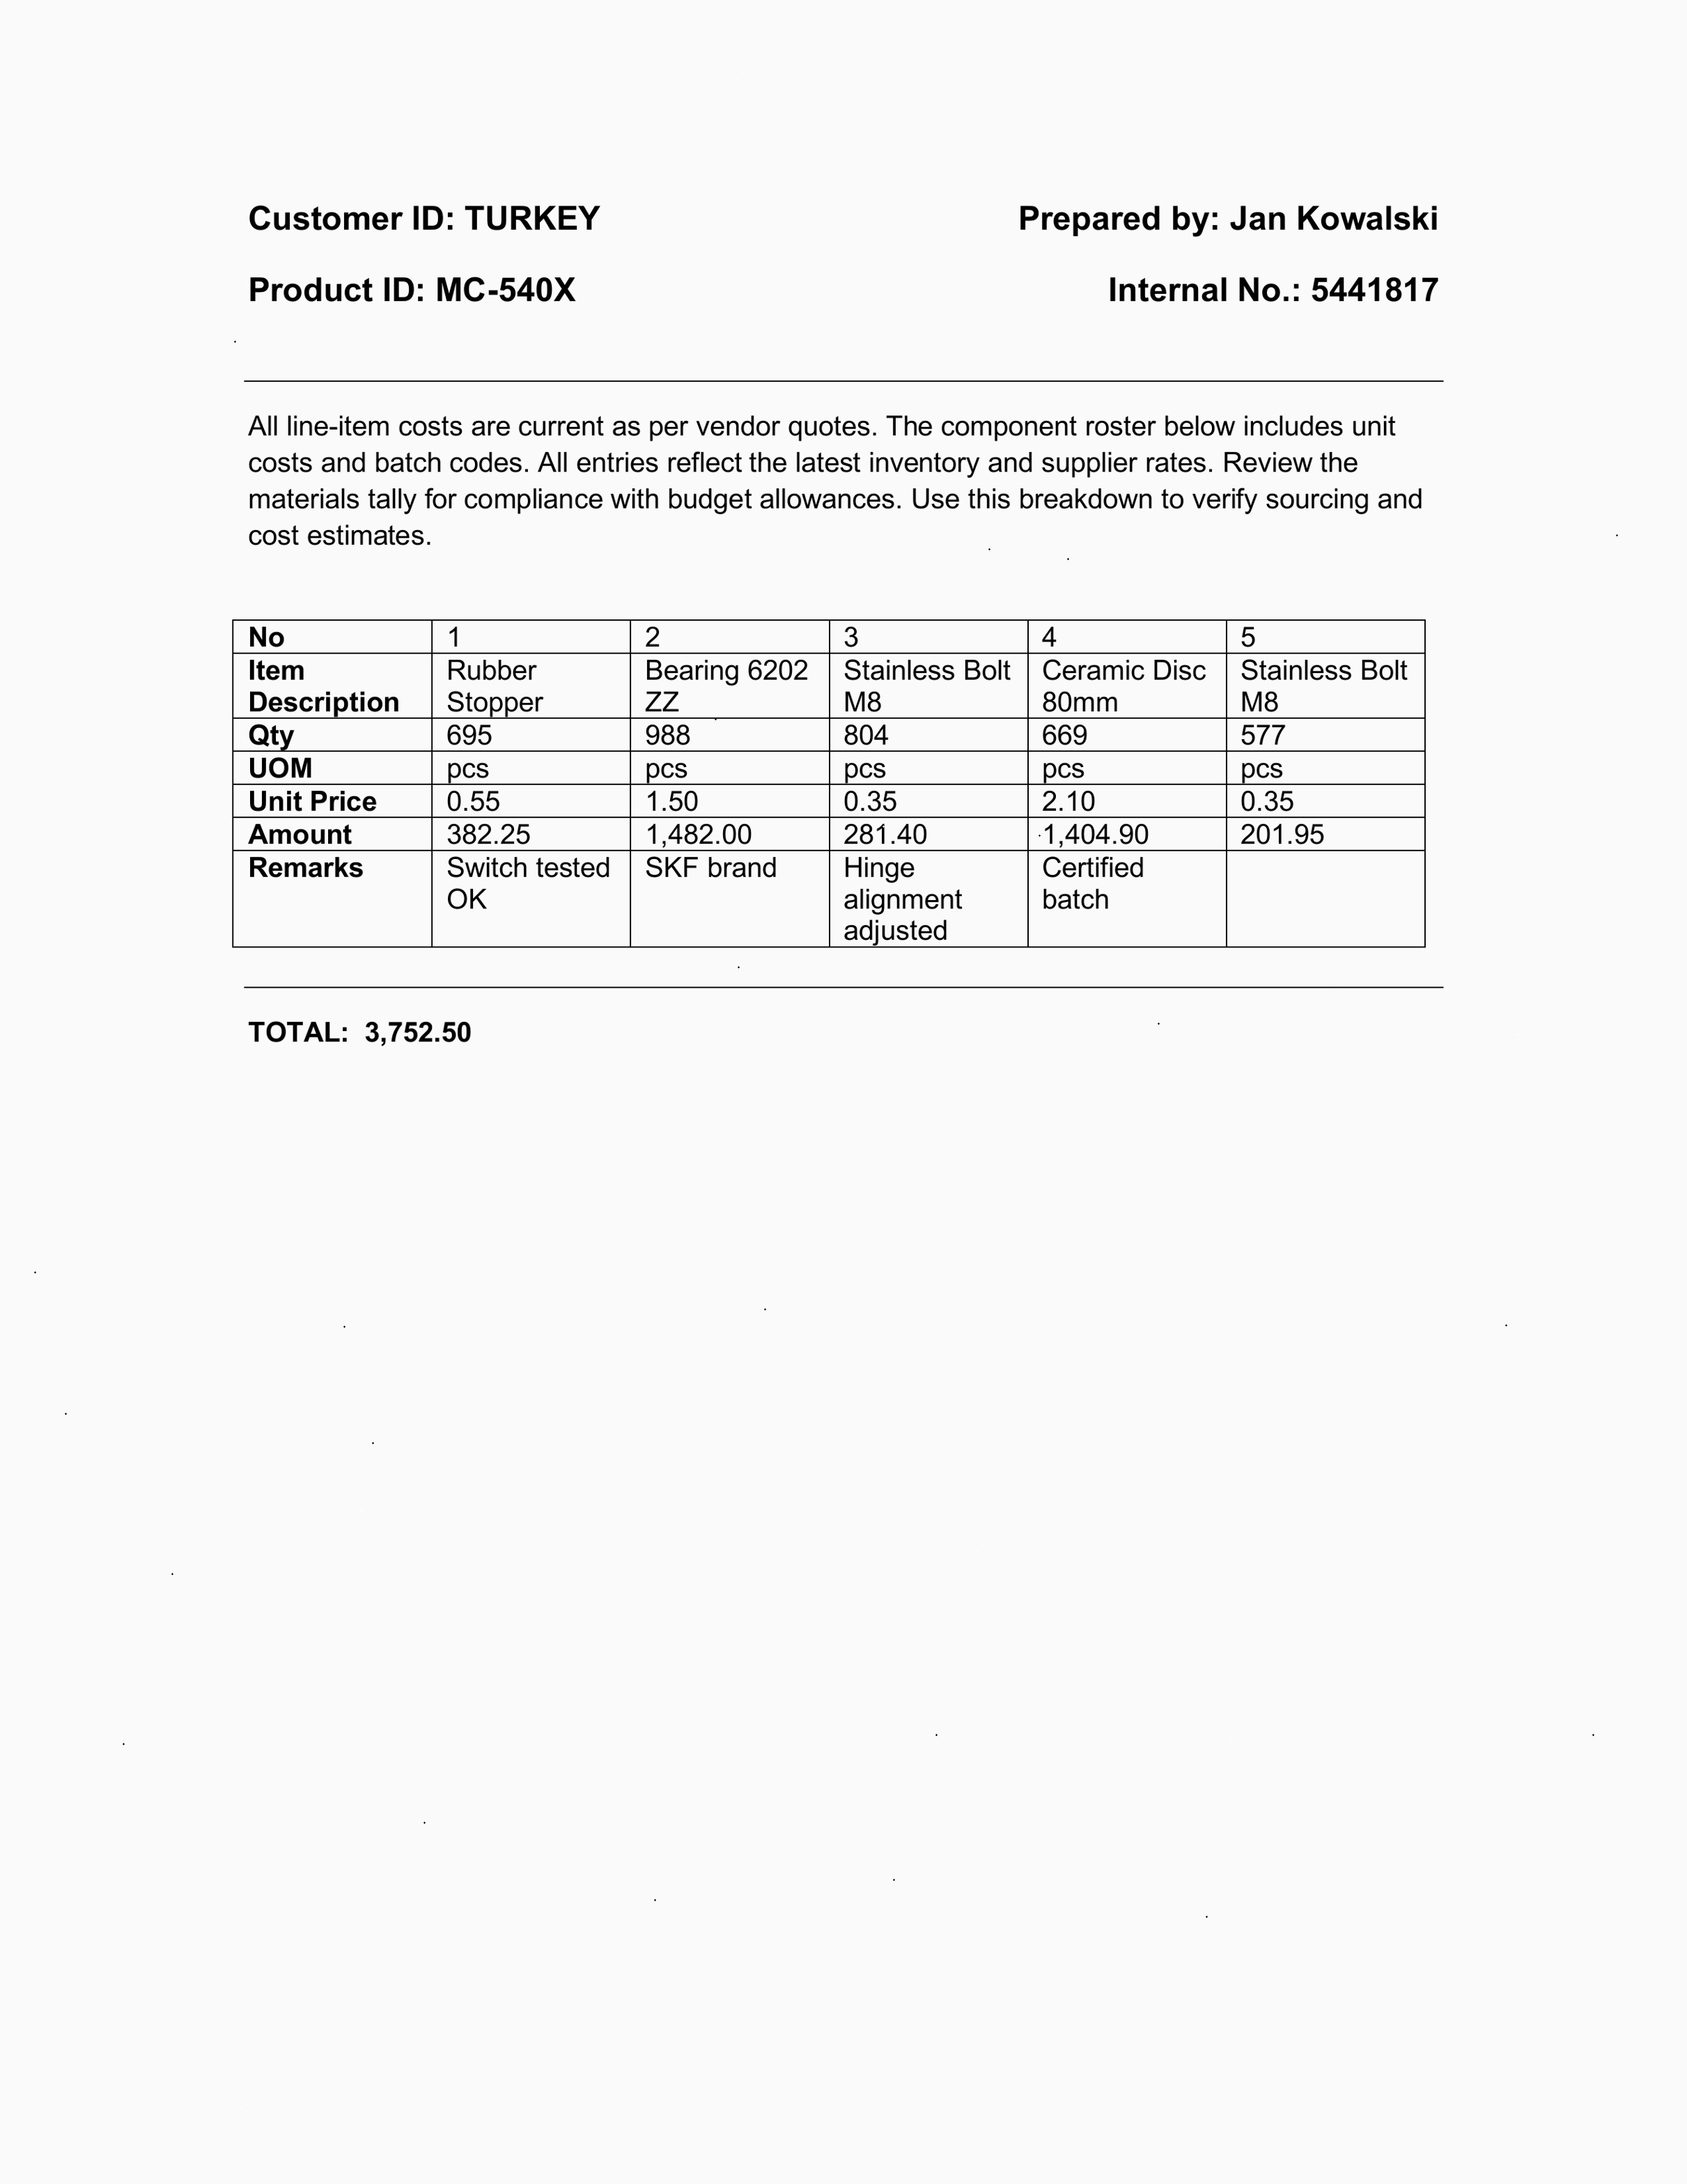 Customer ID: TURKEY Prepared by: Jan Kowalski
Product ID: MC-540X Internal No.: 5441817
All line-item costs are current as per vendor quotes. The component roster below includes unit
costs and batch codes. All entries reflect the latest inventory and supplier rates. Review the
materials tally for compliance with budget allowances. Use this breakdown to verify sourcing and
cost estimates.
No 1 2 3 4 5
Item Rubber Bearing 6202 Stainless Bolt Ceramic Disc Stainless Bolt
Description Stopper ZZ M8 80mm M8
Qty 695 988 804 669 577
UOM pcs pcs pcs pcs pcs
Unit Price 0.55 1.50 0.35 2.10 0.35
Amount 382.25 1,482.00 281.40 1,404.90 201.95
Remarks Switch tested SKF brand Hinge Certified
OK alignment batch
adjusted
TOTAL: 3,752.50